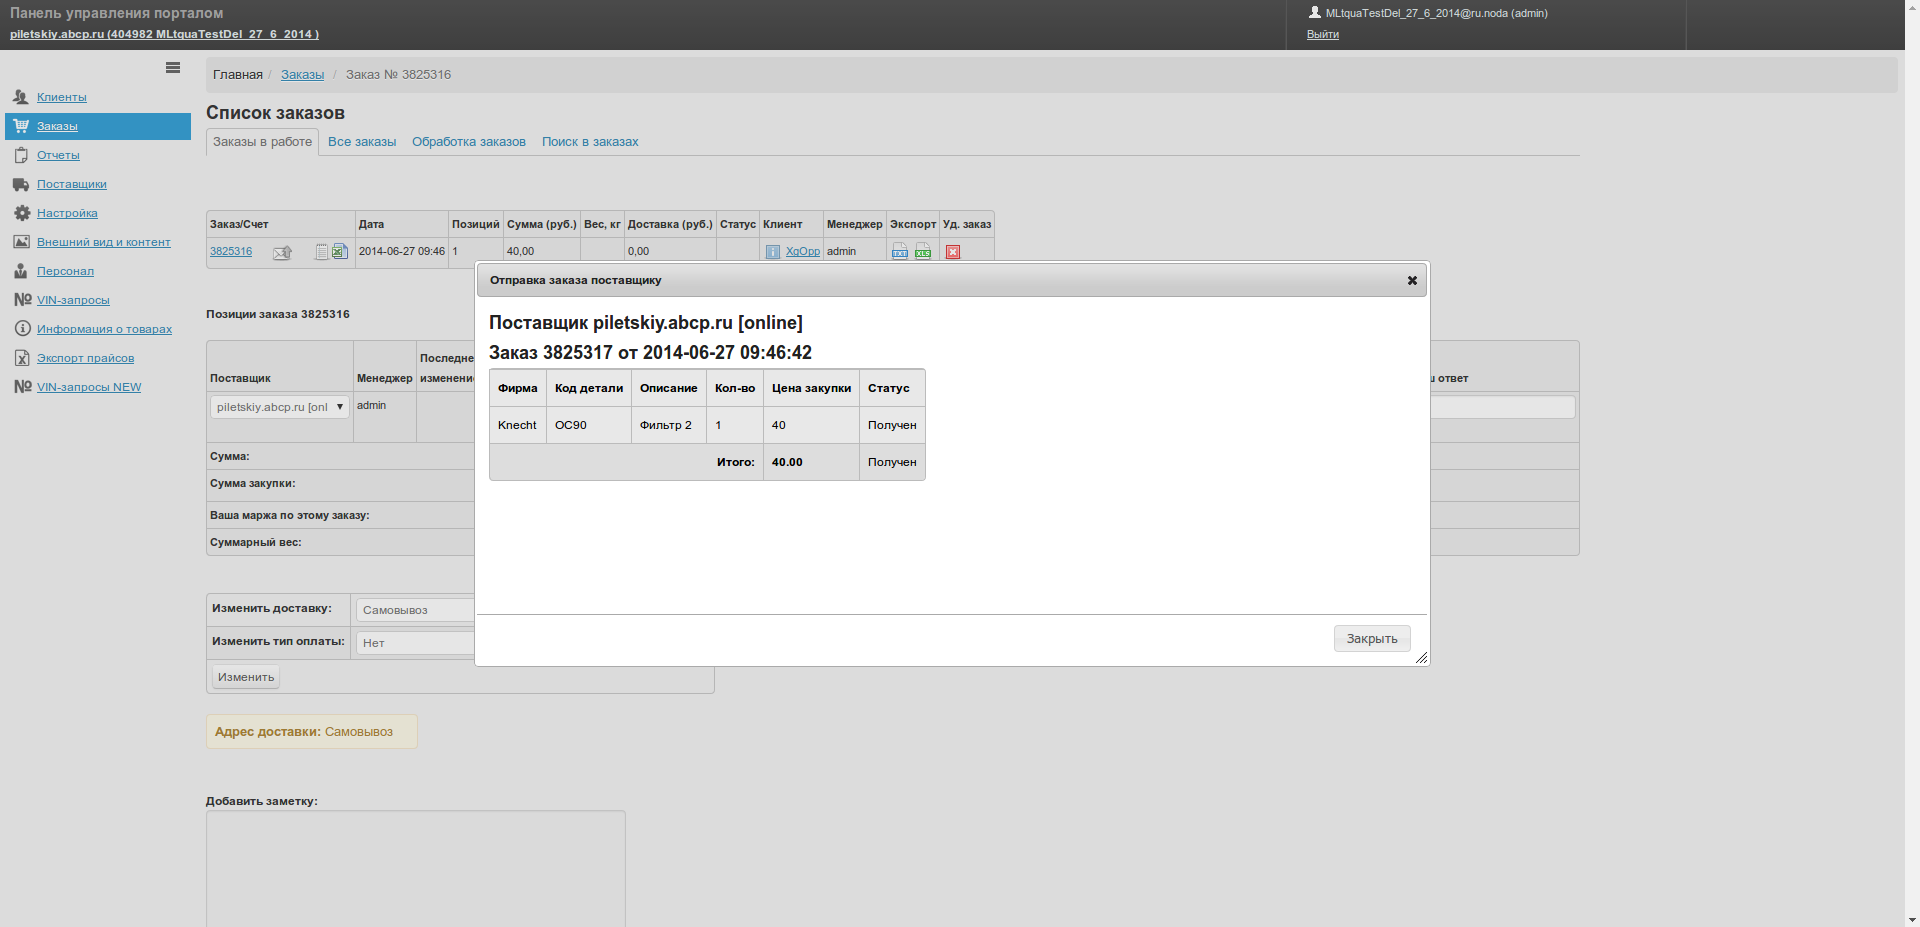 Панель управления порталом
piletskiy.abcp.ru (404982 MLtquaTestDel_27_6_2014 )
MLtquaTestDel_27_6_2014@ru.noda (admin)
Выйти
Клиенты
Заказы
Отчеты
Поставщики
Настройка
Внешний вид и контент
Персонал
VIN-запросы
Информация о товарах
Экспорт прайсов
VIN-запросы NEW
Главная / Заказы / Заказ № 3825316
Список заказов
Заказы в работе Все заказы Обработка заказов Поиск в заказах
Заказ/Счет Дата Позиций Сумма (руб.) Вес, кг Доставка (руб.) Статус Клиент Менеджер Экспорт Уд. заказ
3825316 2014-06-27 09:46 1 40,00 0,00 XgOpp admin TXT XLS
Позиции заказа 3825316
Поставщик Менеджер Последне
изменени
ответ
piletskiy.abcp.ru [onl admin
Сумма:
Сумма закупки:
Ваша маржа по этому заказу:
Суммарный вес:
Отправка заказа поставщику
Поставщик piletskiy.abcp.ru [online]
Заказ 3825317 от 2014-06-27 09:46:42
Фирма Код детали Описание Кол-во Цена закупки Статус
Knecht OC90 Фильтр 2 1 40 Получен
Итого: 40.00 Получен
Закрыть
Изменить доставку: Самовывоз
Изменить тип оплаты: Нет
Изменить
Адрес доставки: Самовывоз
Добавить заметку: